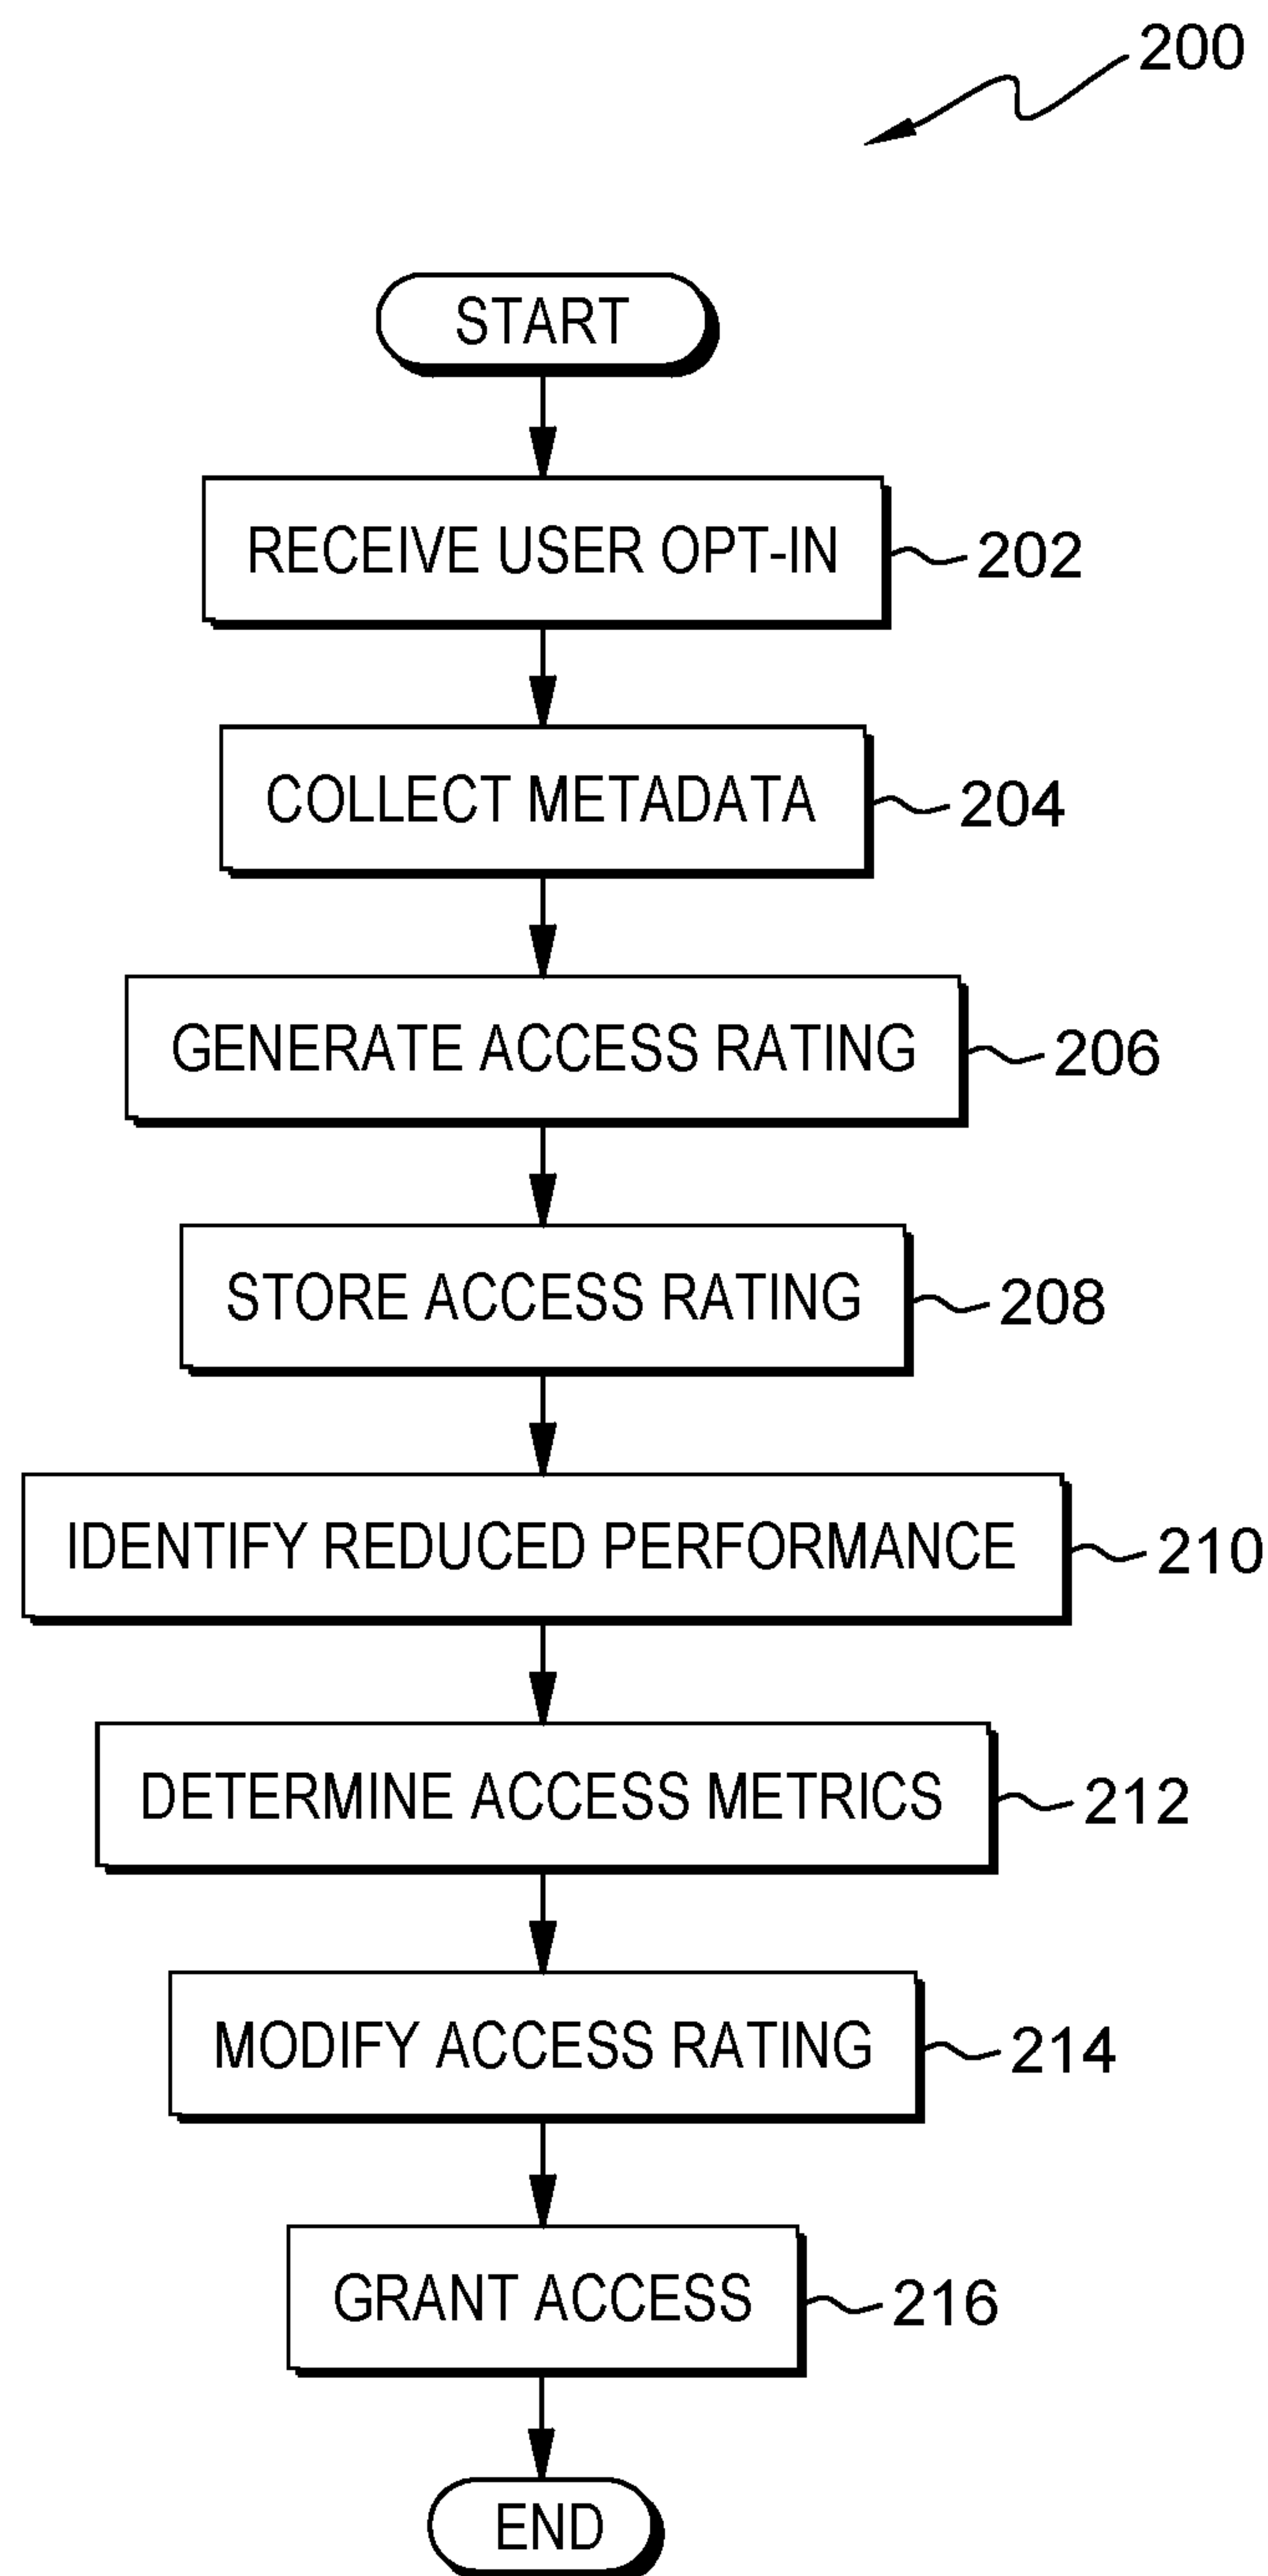 200
START
RECEIVE USER OPT-IN
202
COLLECT METADATA
204
GENERATE ACCESS RATING
206
STORE ACCESS RATING
208
IDENTIFY REDUCED PERFORMANCE
210
DETERMINE ACCESS METRICS
212
MODIFY ACCESS RATING
214
GRANT ACCESS
216
END